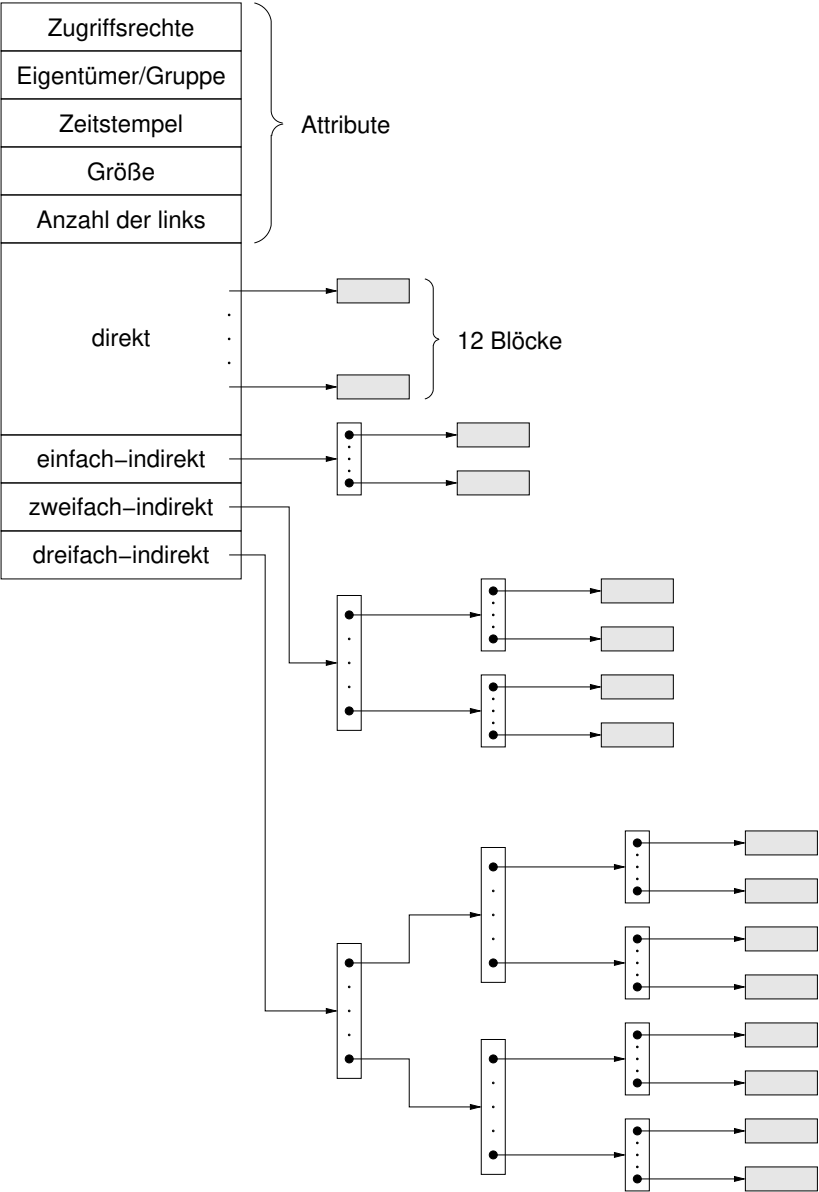 Zugriffsrechte
Eigentümer/Gruppe
Zeitstempel
Attribute
Größe
Anzahl der links
direkt
12 Blöcke
einfach−indirekt
zweifach−indirekt
dreifach−indirekt